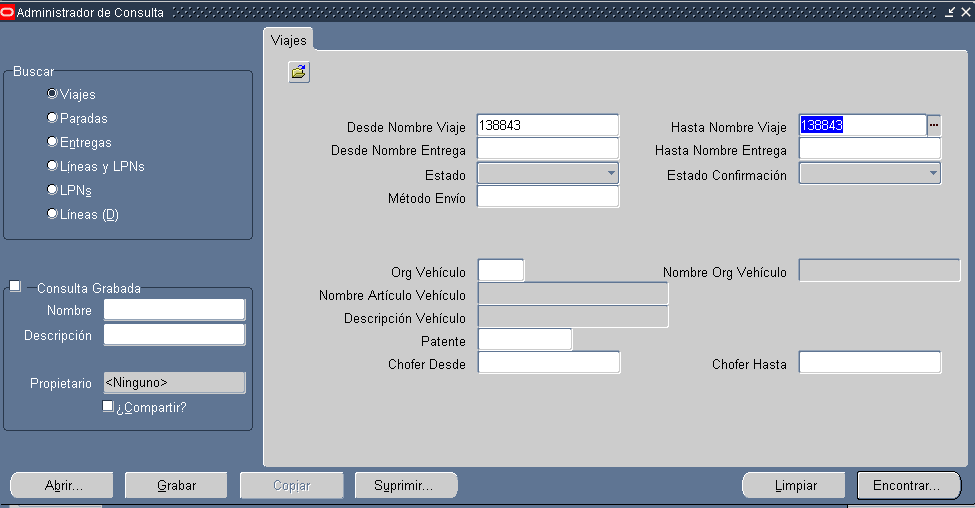 Administrador de Consulta
Buscar
Viajes
Paradas
Entregas
Líneas y LPNs
LPNs
Líneas (D)
Consulta Grabada
Nombre
Descripción
Propietario <Ninguno>
¿Compartir?
Viajes
Desde Nombre Viaje 138843 Hasta Nombre Viaje 138843 ...
Desde Nombre Entrega Hasta Nombre Entrega
Estado Estado Confirmación
Método Envío
Org Vehículo Nombre Org Vehículo
Nombre Artículo Vehículo
Descripción Vehículo
Patente
Chofer Desde Chofer Hasta
Abrir... Grabar Copiar Suprimir... Limpiar Encontrar...